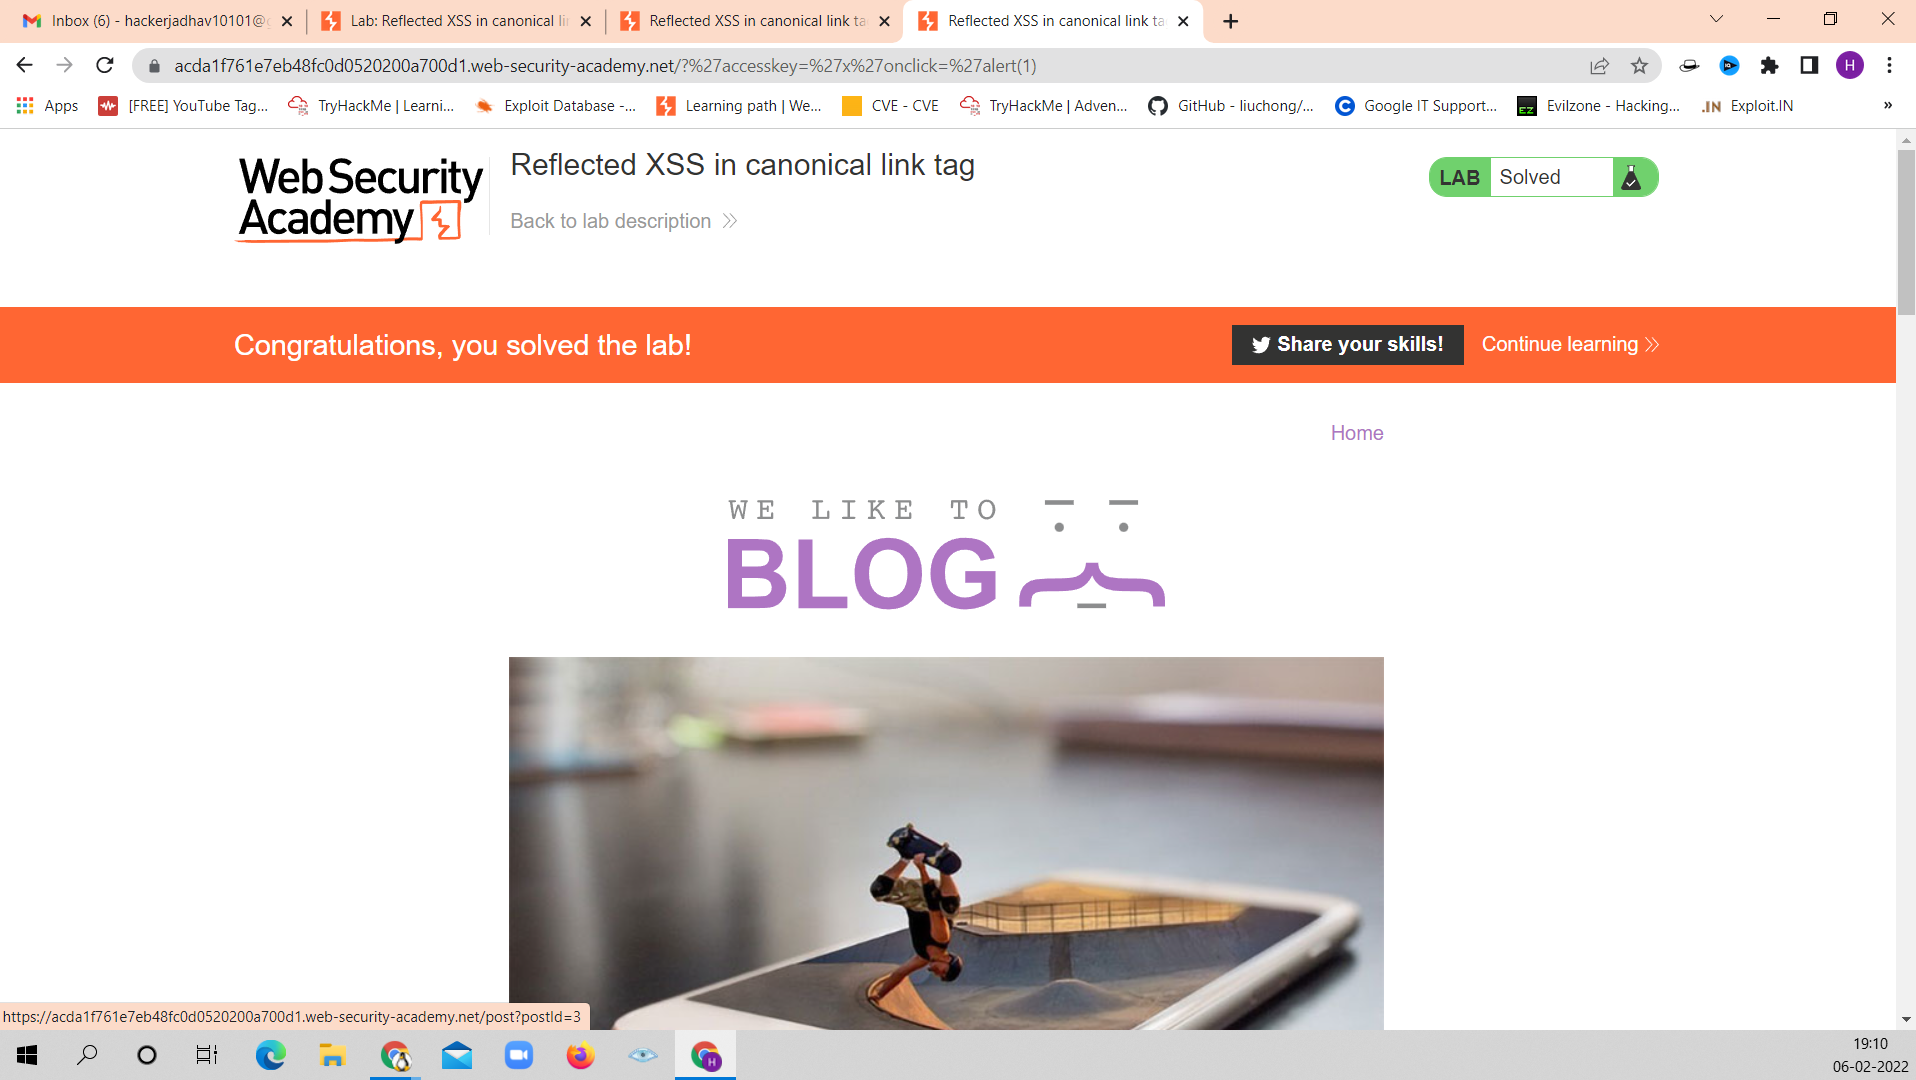 Inbox (6) - hackerjadhav10101@g
Lab: Reflected XSS in canonical lin
Reflected XSS in canonical link ta
Reflected XSS in canonical link ta
acda1f761e7eb48fc0d0520200a700d1.web-security-academy.net/?%27accesskey=%27x%27onclick=%27alert(1)
H
Apps
[FREE] YouTube Tag...
TryHackMe | Learni...
Exploit Database -...
Learning path | We...
CVE - CVE
TryHackMe | Adven...
GitHub - liuchong/...
Google IT Support...
EZ
Evilzone - Hacking...
.IN
Exploit.IN
»
Web Security
Academy
Reflected XSS in canonical link tag
Back to lab description
LAB Solved
Congratulations, you solved the lab!
Share your skills!
Continue learning
Home
WE LIKE TO
BLOG
https://acda1f761e7eb48fc0d0520200a700d1.web-security-academy.net/post?postId=3
H
19:10
06-02-2022